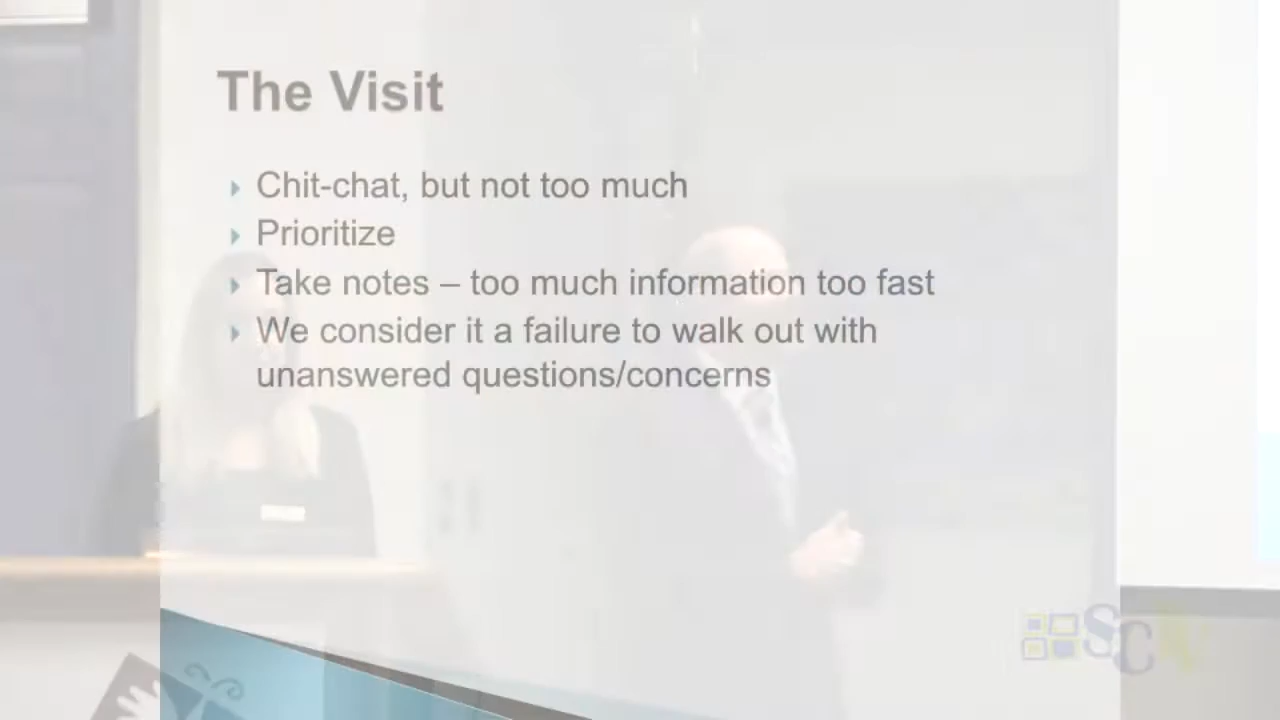 The Visit
Chit-chat, but not too much
Prioritize
Take notes – too much information too fast
We consider it a failure to walk out with
unanswered questions/concerns
SCTV